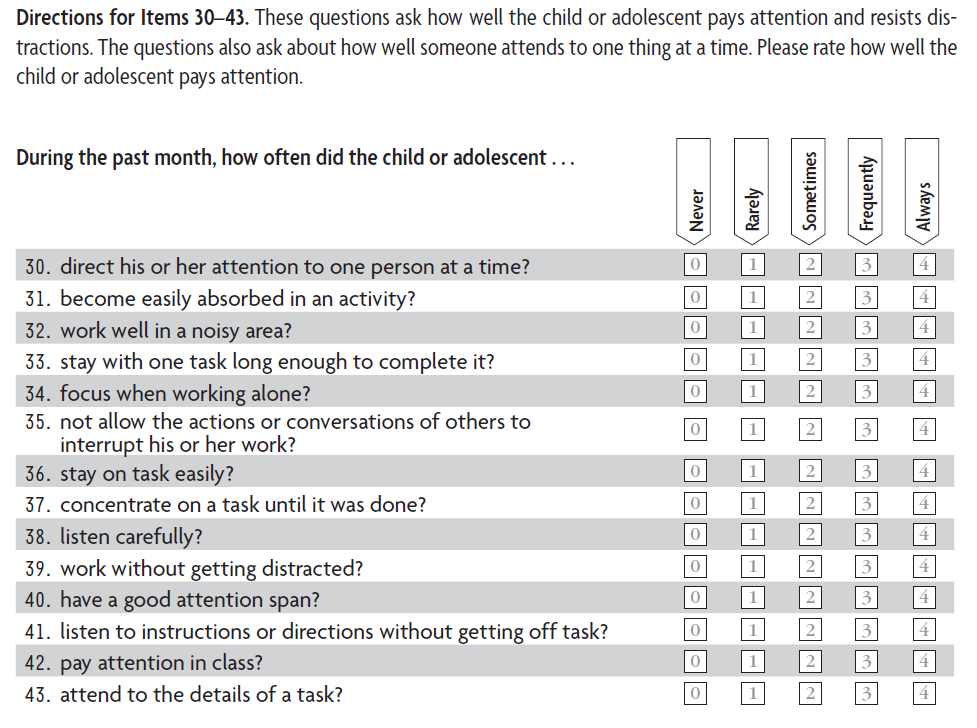 Directions for Items 30–43. These questions ask how well the child or adolescent pays attention and resists dis-
tractions. The questions also ask about how well someone attends to one thing at a time. Please rate how well the
child or adolescent pays attention.
During the past month, how often did the child or adolescent . . .
Never Rarely Sometimes Frequently Always
30. direct his or her attention to one person at a time? 0 1 2 3 4
31. become easily absorbed in an activity? 0 1 2 3 4
32. work well in a noisy area? 0 1 2 3 4
33. stay with one task long enough to complete it? 0 1 2 3 4
34. focus when working alone? 0 1 2 3 4
35. not allow the actions or conversations of others to
interrupt his or her work? 0 1 2 3 4
36. stay on task easily? 0 1 2 3 4
37. concentrate on a task until it was done? 0 1 2 3 4
38. listen carefully? 0 1 2 3 4
39. work without getting distracted? 0 1 2 3 4
40. have a good attention span? 0 1 2 3 4
41. listen to instructions or directions without getting off task? 0 1 2 3 4
42. pay attention in class? 0 1 2 3 4
43. attend to the details of a task? 0 1 2 3 4